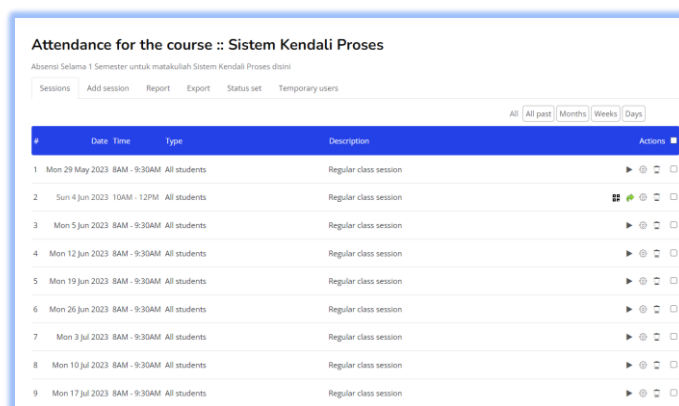 Attendance for the course :: Sistem Kendali Proses
Absensi Selama 1 Semester untuk matakuliah Sistem Kendali Proses disini
Sessions Add session Report Export Status set Temporary users
All All past Months Weeks Days
# Date Time Type Description Actions
1 Mon 29 May 2023 8AM - 9:30AM All students Regular class session
2 Sun 4 Jun 2023 10AM - 12PM All students Regular class session
3 Mon 5 Jun 2023 8AM - 9:30AM All students Regular class session
4 Mon 12 Jun 2023 8AM - 9:30AM All students Regular class session
5 Mon 19 Jun 2023 8AM - 9:30AM All students Regular class session
6 Mon 26 Jun 2023 8AM - 9:30AM All students Regular class session
7 Mon 3 Jul 2023 8AM - 9:30AM All students Regular class session
8 Mon 10 Jul 2023 8AM - 9:30AM All students Regular class session
9 Mon 17 Jul 2023 8AM - 9:30AM All students Regular class session